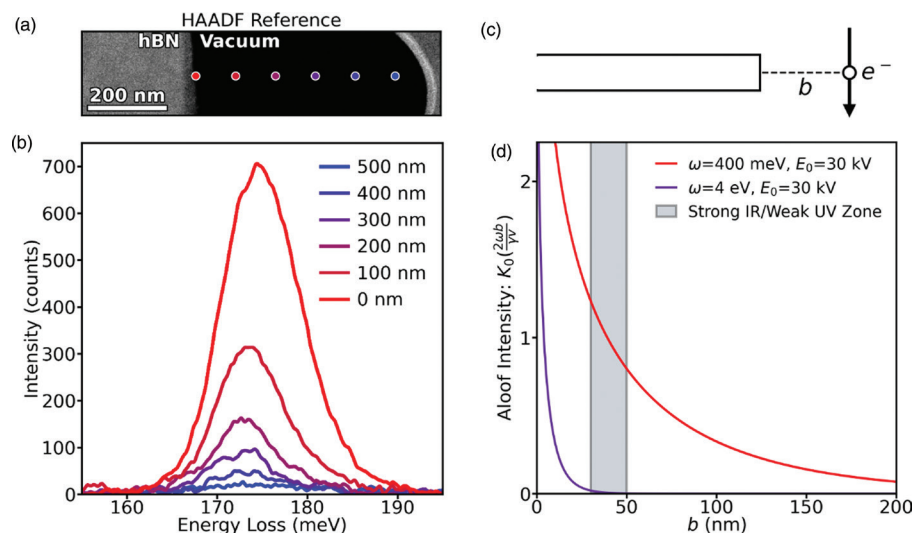 (a)
HAADF Reference
hBN Vacuum
200 nm
(b)
700
600
500
400
300
200
100
0
Intensity (counts)
500 nm
400 nm
300 nm
200 nm
100 nm
0 nm
160 170 180 190
Energy Loss (meV)
(c)
b
e⁻
(d)
2
1
0
Aloof Intensity: K₀(2ωb/γv)
ω=400 meV, E₀=30 kV
ω=4 eV, E₀=30 kV
Strong IR/Weak UV Zone
0 50 100 150 200
b (nm)